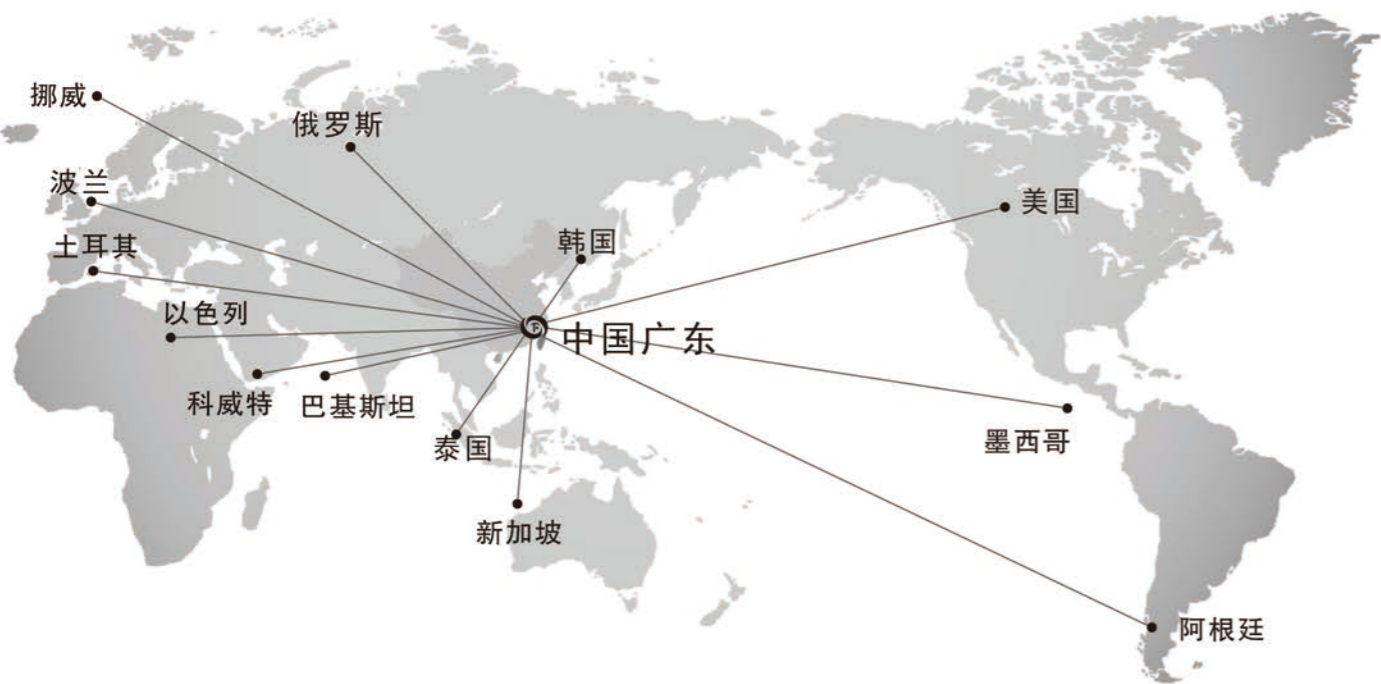 挪威
俄罗斯
波兰
美国
韩国
土耳其
以色列
中国广东
科威特
巴基斯坦
泰国
墨西哥
新加坡
阿根廷